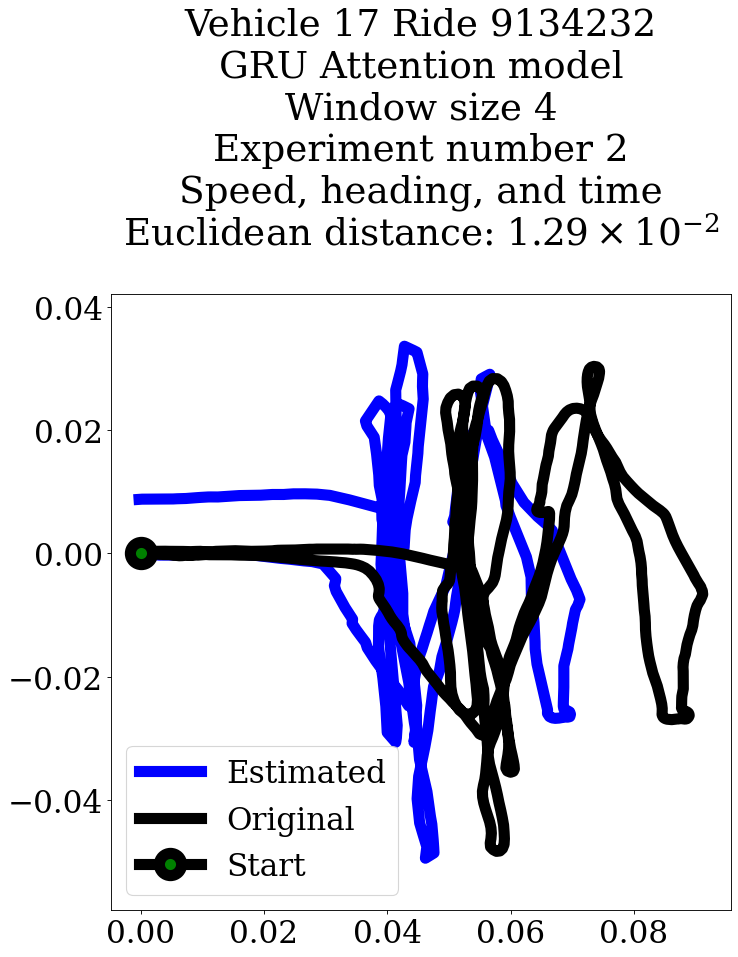 Vehicle 17 Ride 9134232
GRU Attention model
Window size 4
Experiment number 2
Speed, heading, and time
Euclidean distance: 1.29 × 10⁻²
0.04
0.02
0.00
−0.02
−0.04
Estimated
Original
Start
0.00 0.02 0.04 0.06 0.08